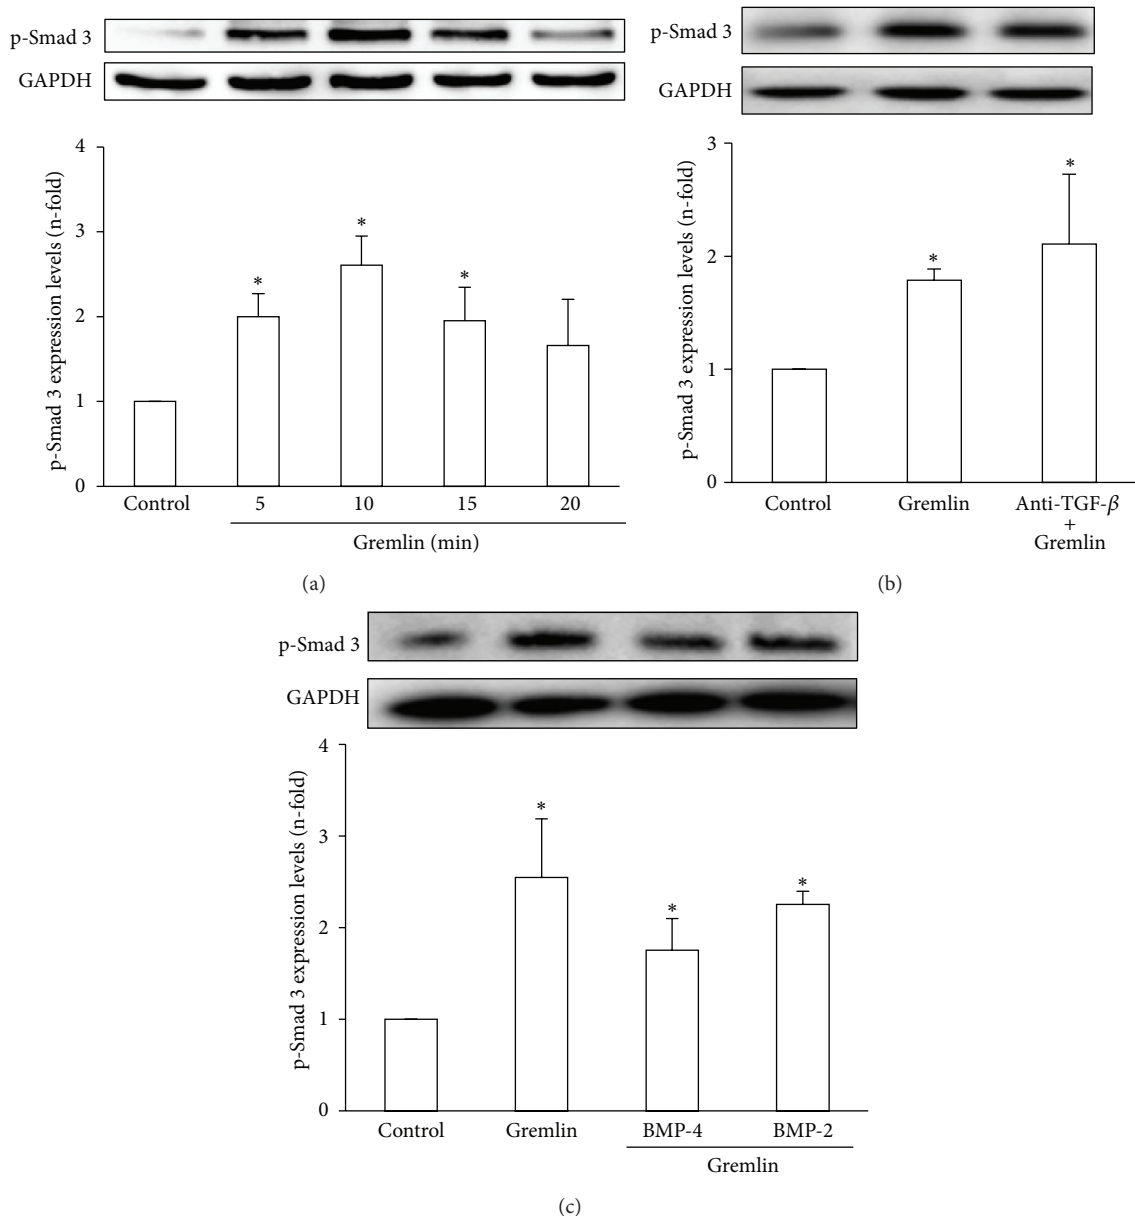 p-Smad 3
GAPDH
p-Smad 3 expression levels (n-fold)
4
3
2
1
0
*
*
*
Control
5
10
15
20
Gremlin (min)
(a)
p-Smad 3
GAPDH
p-Smad 3 expression levels (n-fold)
3
2
1
0
*
*
Control
Gremlin
Anti-TGF-β
+
Gremlin
(b)
p-Smad 3
GAPDH
p-Smad 3 expression levels (n-fold)
4
3
2
1
0
*
*
*
Control
Gremlin
BMP-4
BMP-2
Gremlin
(c)